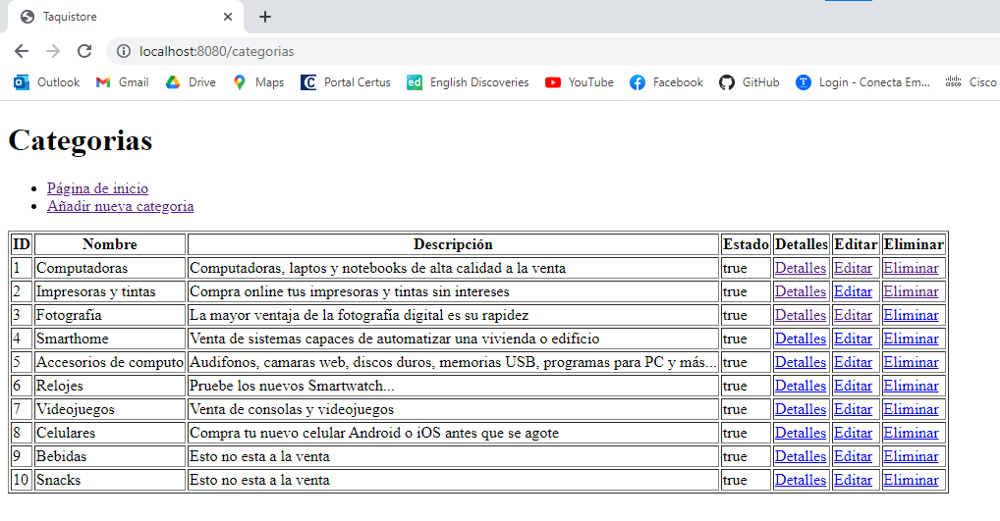 Taquistore
localhost:8080/categorias
Outlook Gmail Drive Maps Portal Certus ed English Discoveries YouTube Facebook GitHub T Login - Conecta Em... cisco Cisco
Categorias
Página de inicio
Añadir nueva categoria
ID Nombre Descripción Estado Detalles Editar Eliminar
1 Computadoras Computadoras, laptos y notebooks de alta calidad a la venta true Detalles Editar Eliminar
2 Impresoras y tintas Compra online tus impresoras y tintas sin intereses true Detalles Editar Eliminar
3 Fotografía La mayor ventaja de la fotografía digital es su rapidez true Detalles Editar Eliminar
4 Smarthome Venta de sistemas capaces de automatizar una vivienda o edificio true Detalles Editar Eliminar
5 Accesorios de computo Audifonos, camaras web, discos duros, memorias USB, programas para PC y más... true Detalles Editar Eliminar
6 Relojes Pruebe los nuevos Smartwatch... true Detalles Editar Eliminar
7 Videojuegos Venta de consolas y videojuegos true Detalles Editar Eliminar
8 Celulares Compra tu nuevo celular Android o iOS antes que se agote true Detalles Editar Eliminar
9 Bebidas Esto no esta a la venta true Detalles Editar Eliminar
10 Snacks Esto no esta a la venta true Detalles Editar Eliminar